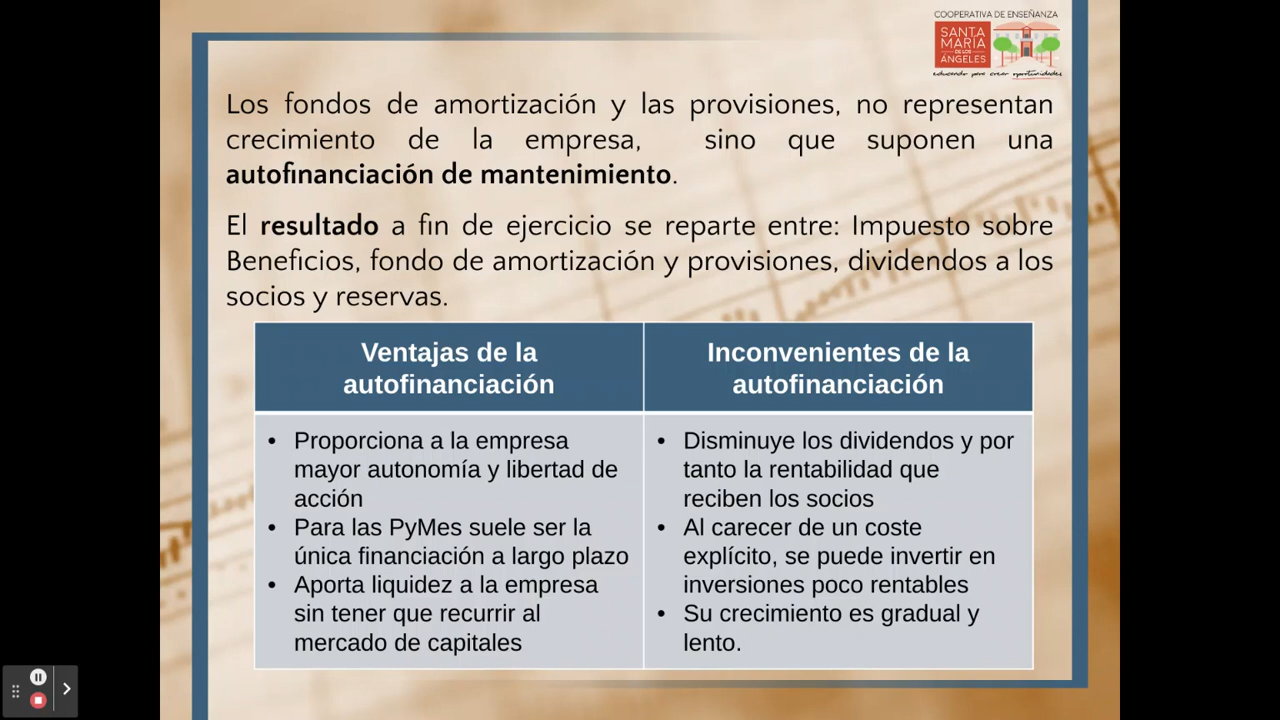 COOPERATIVA DE ENSEÑANZA
SANTA
MARÍA
DE LOS
ÁNGELES
educando para crear oportunidades
Los fondos de amortización y las provisiones, no representan
crecimiento de la empresa, sino que suponen una
autofinanciación de mantenimiento.
El resultado a fin de ejercicio se reparte entre: Impuesto sobre
Beneficios, fondo de amortización y provisiones, dividendos a los
socios y reservas.
Ventajas de la
autofinanciación
• Proporciona a la empresa
mayor autonomía y libertad de
acción
• Para las PyMes suele ser la
única financiación a largo plazo
• Aporta liquidez a la empresa
sin tener que recurrir al
mercado de capitales
Inconvenientes de la
autofinanciación
• Disminuye los dividendos y por
tanto la rentabilidad que
reciben los socios
• Al carecer de un coste
explícito, se puede invertir en
inversiones poco rentables
• Su crecimiento es gradual y
lento.